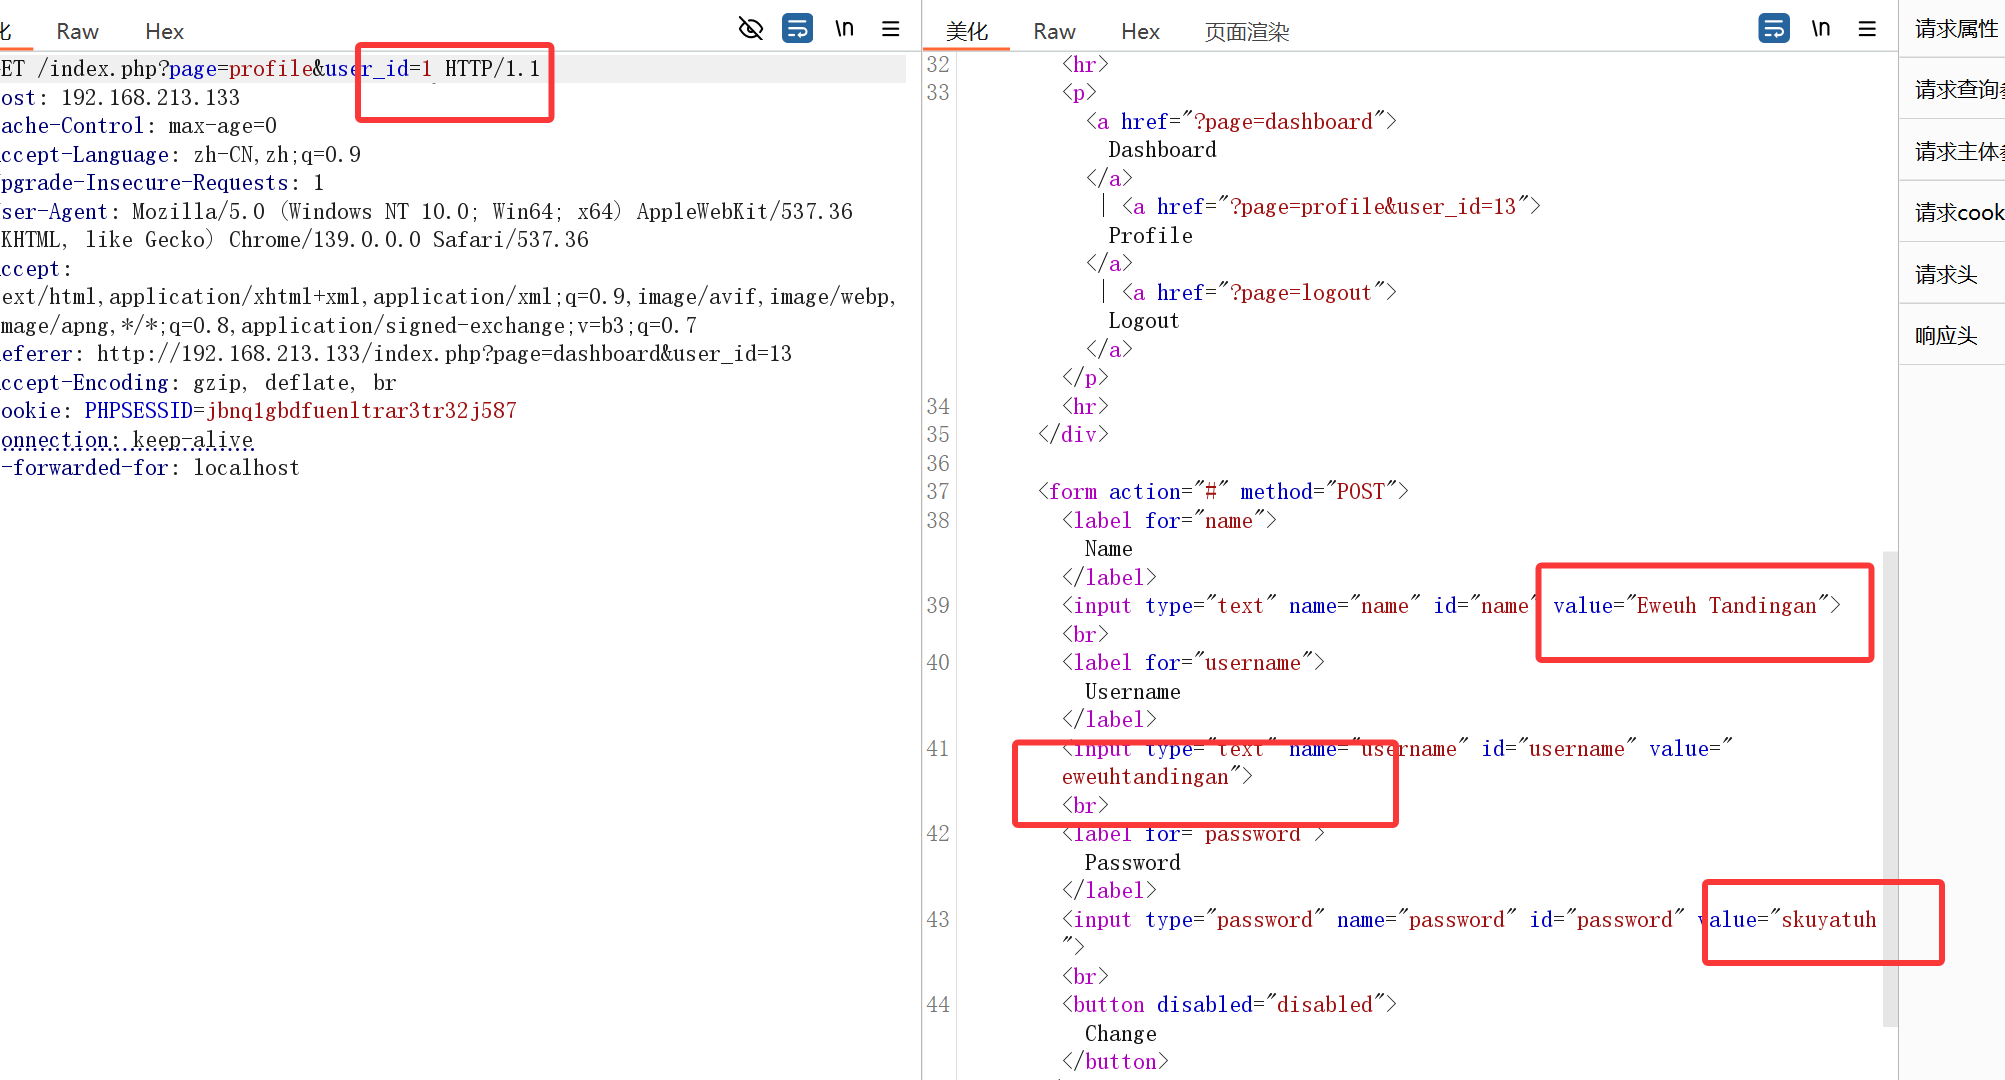 化 Raw Hex \n
ET /index.php?page=profile&user_id=1 HTTP/1.1
ost: 192.168.213.133
ache-Control: max-age=0
ccept-Language: zh-CN,zh;q=0.9
pgrade-Insecure-Requests: 1
ser-Agent: Mozilla/5.0 (Windows NT 10.0; Win64; x64) AppleWebKit/537.36
KHTML, like Gecko) Chrome/139.0.0.0 Safari/537.36
ccept:
ext/html,application/xhtml+xml,application/xml;q=0.9,image/avif,image/webp,
mage/apng,*/*;q=0.8,application/signed-exchange;v=b3;q=0.7
eferer: http://192.168.213.133/index.php?page=dashboard&user_id=13
ccept-Encoding: gzip, deflate, br
ookie: PHPSESSID=jbnq1gbdfuenltrar3tr32j587
onnection: keep-alive
-forwarded-for: localhost
美化 Raw Hex 页面渲染 \n
32 <hr>
33 <p>
<a href="?page=dashboard">
Dashboard
</a>
| <a href="?page=profile&user_id=13">
Profile
</a>
| <a href="?page=logout">
Logout
</a>
</p>
34 <hr>
35 </div>
36
37 <form action="#" method="POST">
38 <label for="name">
Name
</label>
39 <input type="text" name="name" id="name" value="Eweuh Tandingan">
<br>
40 <label for="username">
Username
</label>
41 <input type="text" name="username" id="username" value="
eweuhtandingan">
<br>
42 <label for="password">
Password
</label>
43 <input type="password" name="password" id="password" value="skuyatuh
">
<br>
44 <button disabled="disabled">
Change
</button>
请求属性
请求查询
请求主体
请求cook
请求头
响应头